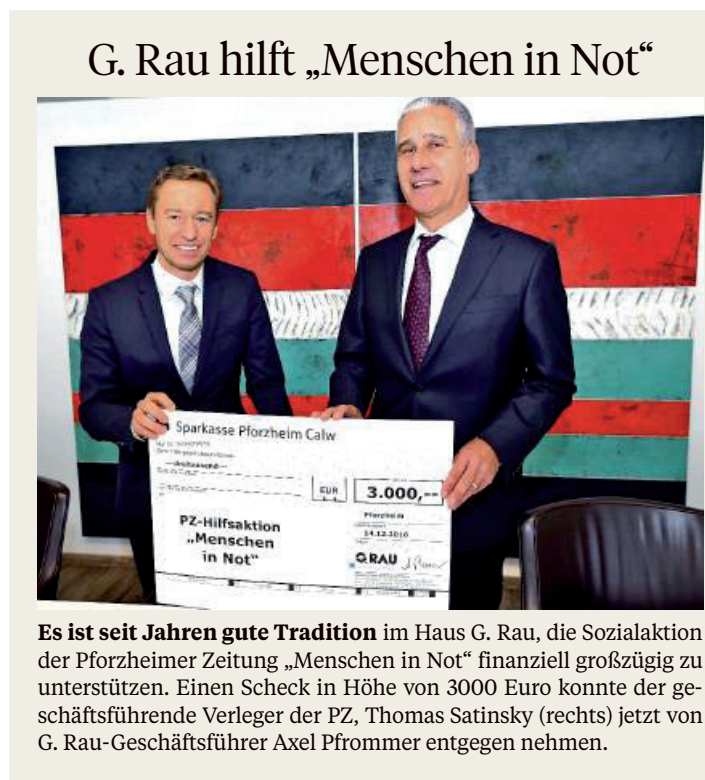 G. Rau hilft „Menschen in Not“
Sparkasse Pforzheim Calw
---dreitausend---
EUR
3.000,--
Pforzheim
14.12.2016
PZ-Hilfsaktion
„Menschen
in Not“
G.RAU
Es ist seit Jahren gute Tradition im Haus G. Rau, die Sozialaktion
der Pforzheimer Zeitung „Menschen in Not“ finanziell großzügig zu
unterstützen. Einen Scheck in Höhe von 3000 Euro konnte der ge-
schäftsführende Verleger der PZ, Thomas Satinsky (rechts) jetzt von
G. Rau-Geschäftsführer Axel Pfrommer entgegen nehmen.